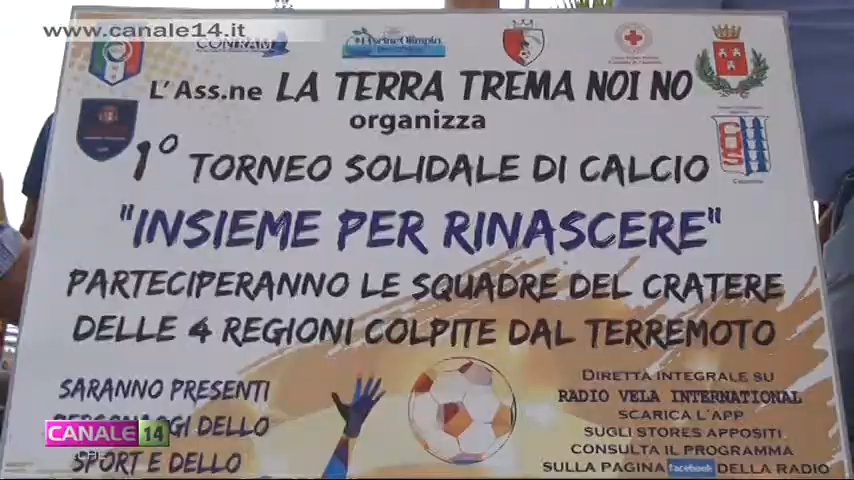 www.canale14.it
CONTRAM
PiscineOlimpia
L'Ass.ne LA TERRA TREMA NOI NO
organizza
1° TORNEO SOLIDALE DI CALCIO
CUS
"INSIEME PER RINASCERE"
PARTECIPERANNO LE SQUADRE DEL CRATERE
DELLE 4 REGIONI COLPITE DAL TERREMOTO
SARANNO PRESENTI
PERSONAGGI DELLO
SPORT E DELLO
CANALE 14
DIRETTA INTEGRALE SU
RADIO VELA INTERNATIONAL
SCARICA L'APP
SUGLI STORES APPOSITI
CONSULTA IL PROGRAMMA
SULLA PAGINA facebook DELLA RADIO